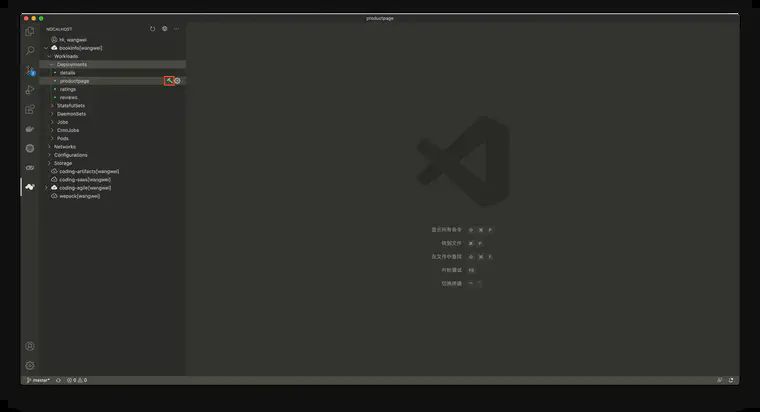 productpage
NOCALHOST
Hi, wangwei
bookinfo[wangwei]
Workloads
Deployments
details
productpage
ratings
reviews
StatefulSets
DaemonSets
Jobs
CronJobs
Pods
Networks
Configurations
Storage
coding-artifacts[wangwei]
coding-saas[wangwei]
coding-agile[wangwei]
wepack[wangwei]
显示所有命令 ⇧ ⌘ P
转到文件 ⌘ P
在文件中查找 ⇧ ⌘ F
开始调试 F5
切换终端 ⌃ `
master*
0 0